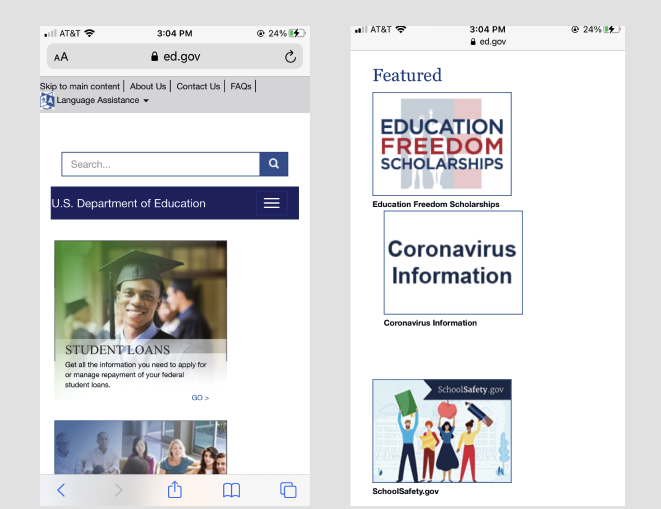 AT&T
3:04 PM
24%
AA
ed.gov
Skip to main content | About Us | Contact Us | FAQs |
Language Assistance
Search...
U.S. Department of Education
STUDENT LOANS
Get all the information you need to apply for
or manage repayment of your federal
student loans.
GO >
AT&T
3:04 PM
24%
ed.gov
Featured
EDUCATION
FREEDOM
SCHOLARSHIPS
Education Freedom Scholarships
Coronavirus
Information
Coronavirus Information
SchoolSafety.gov
SchoolSafety.gov